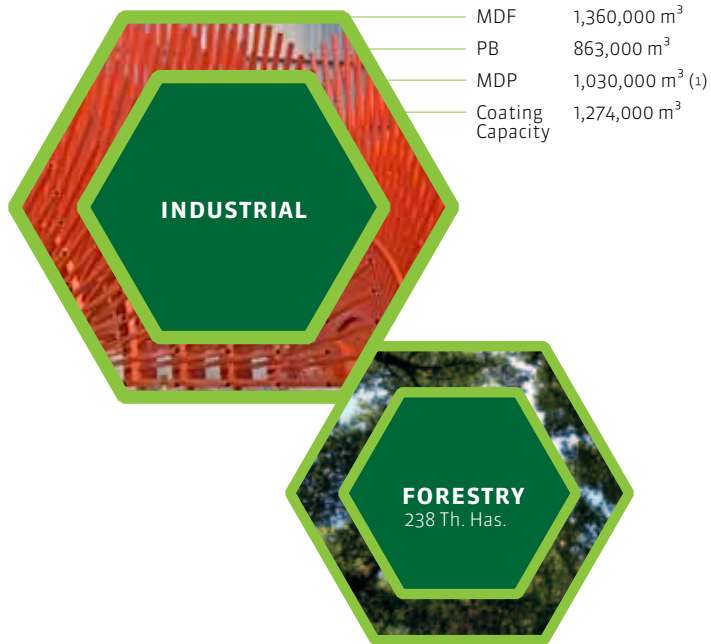 MDF 1,360,000 m³
PB 863,000 m³
MDP 1,030,000 m³ (1)
Coating 1,274,000 m³
Capacity
INDUSTRIAL
FORESTRY
238 Th. Has.